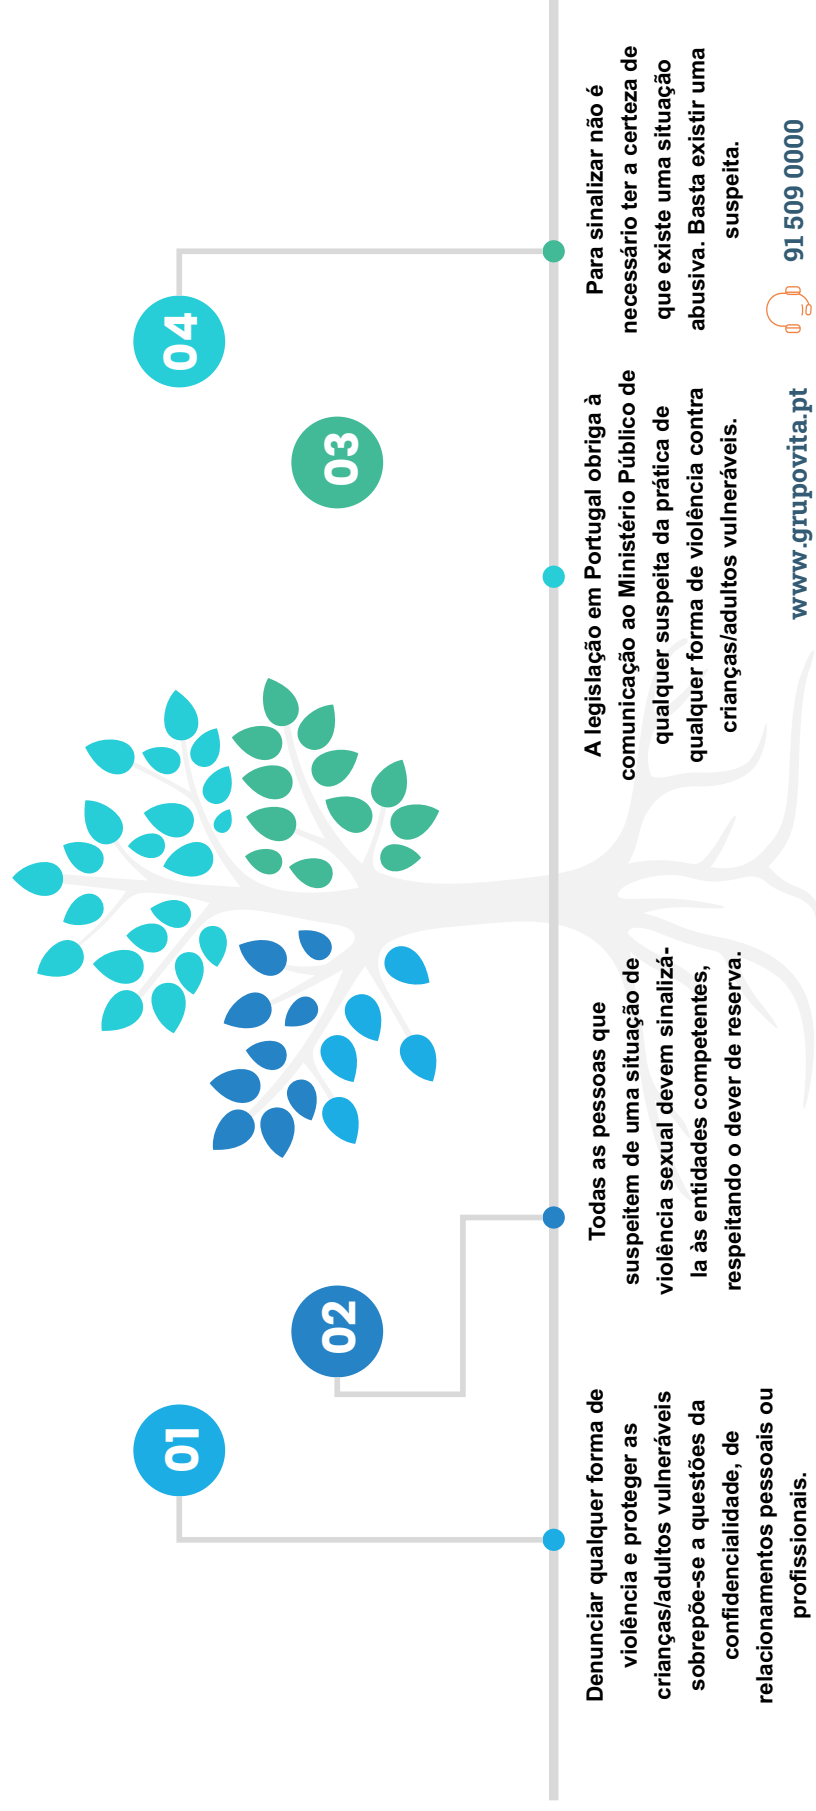 01
02
03
04
Denunciar qualquer forma de
violência e proteger as
crianças/adultos vulneráveis
sobrepõe-se a questões da
confidencialidade, de
relacionamentos pessoais ou
profissionais.
Todas as pessoas que
suspeitem de uma situação de
violência sexual devem sinalizá-
la às entidades competentes,
respeitando o dever de reserva.
A legislação em Portugal obriga à
comunicação ao Ministério Público de
qualquer suspeita da prática de
qualquer forma de violência contra
crianças/adultos vulneráveis.
Para sinalizar não é
necessário ter a certeza de
que existe uma situação
abusiva. Basta existir uma
suspeita.
www.grupovita.pt
91 509 0000